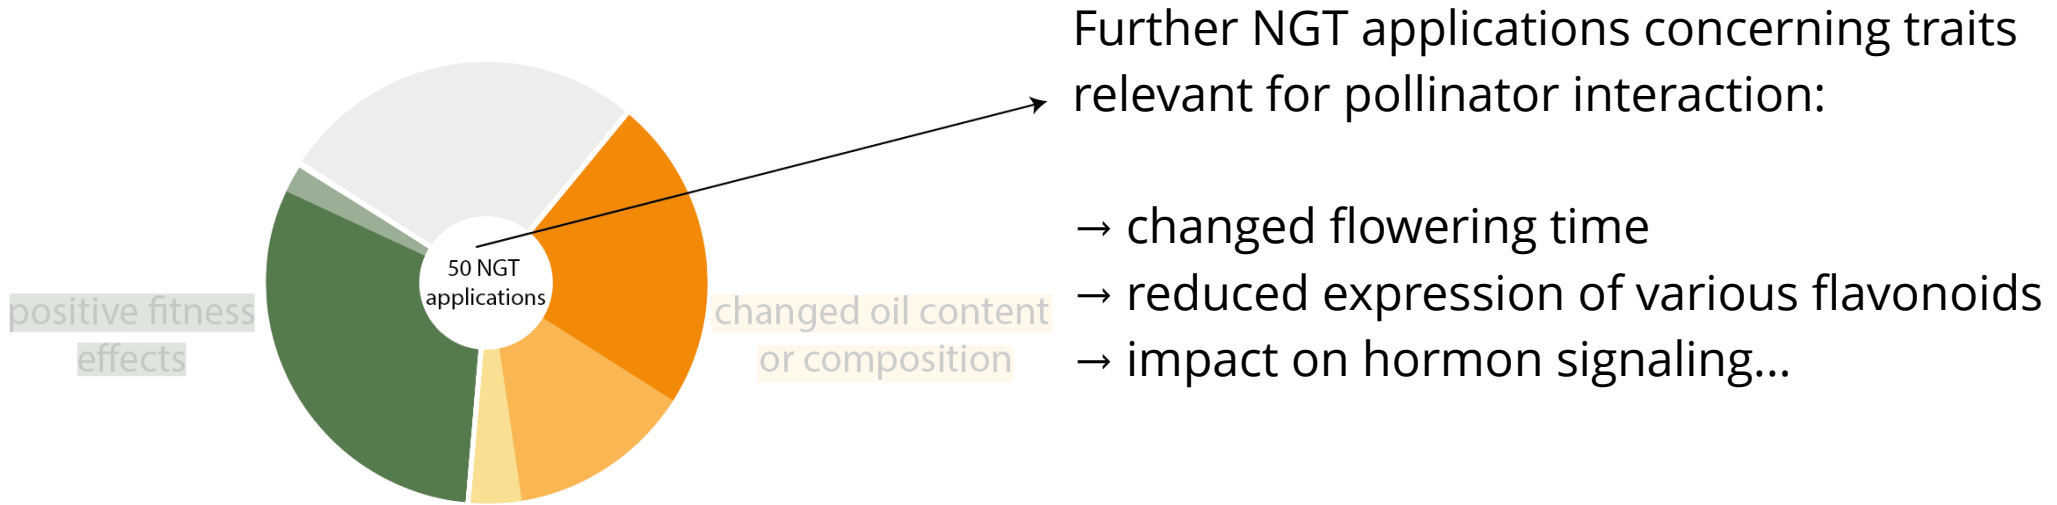 Further NGT applications concerning traits
relevant for pollinator interaction:
→ changed flowering time
→ reduced expression of various flavonoids
→ impact on hormon signaling...
50 NGT
applications
positive fitness
effects
changed oil content
or composition